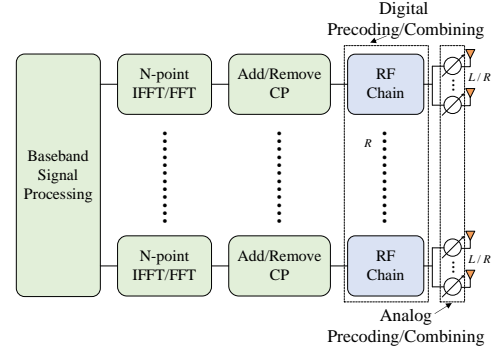 Digital
Precoding/Combining
N-point
IFFT/FFT
Add/Remove
CP
RF
Chain
L / R
R
Baseband
Signal
Processing
N-point
IFFT/FFT
Add/Remove
CP
RF
Chain
L / R
Analog
Precoding/Combining